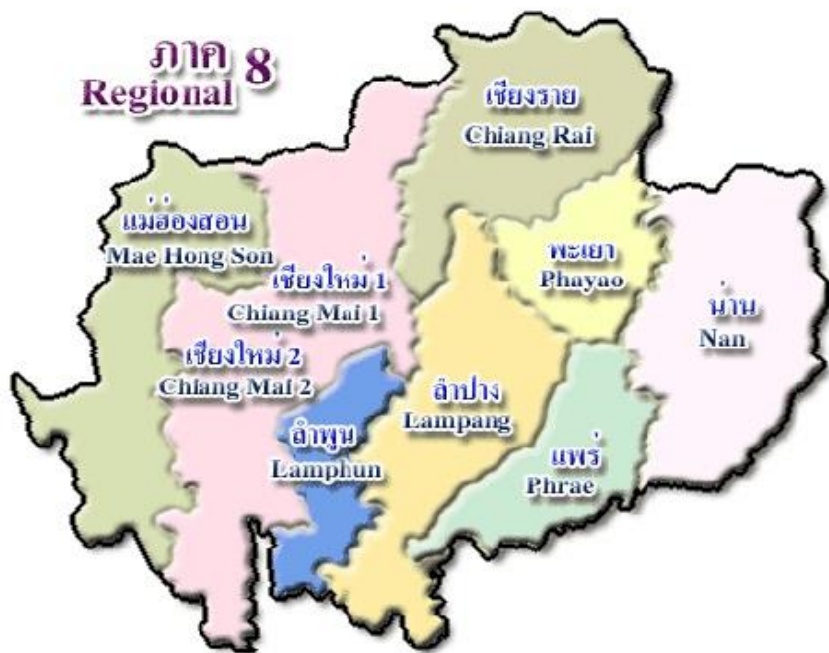 ภาค 8
Regional
เชียงราย
Chiang Rai
แม่ฮ่องสอน
Mae Hong Son
พะเยา
Phayao
เชียงใหม่ 1
Chiang Mai 1
น่าน
Nan
เชียงใหม่ 2
Chiang Mai 2
ลำปาง
Lampang
ลำพูน
Lamphun
แพร่
Phrae